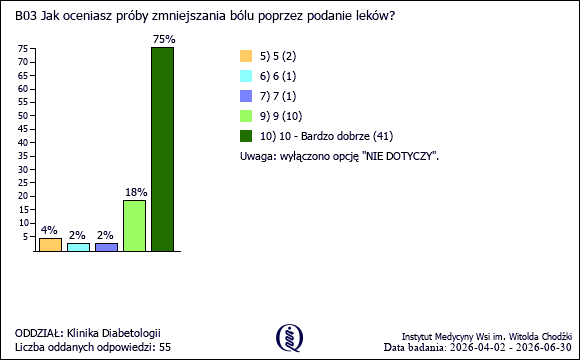 B03 Jak oceniasz próby zmniejszania bólu poprzez podanie leków?
75%
75
70
65
60
55
50
45
40
35
30
25
20
15
10
5
4%
2%
2%
18%
5) 5 (2)
6) 6 (1)
7) 7 (1)
9) 9 (10)
10) 10 - Bardzo dobrze (41)
Uwaga: wyłączono opcję "NIE DOTYCZY".
ODDZIAŁ: Klinika Diabetologii
Liczba oddanych odpowiedzi: 55
Instytut Medycyny Wsi im. Witolda Chodźki
Data badania: 2026-04-02 - 2026-06-30